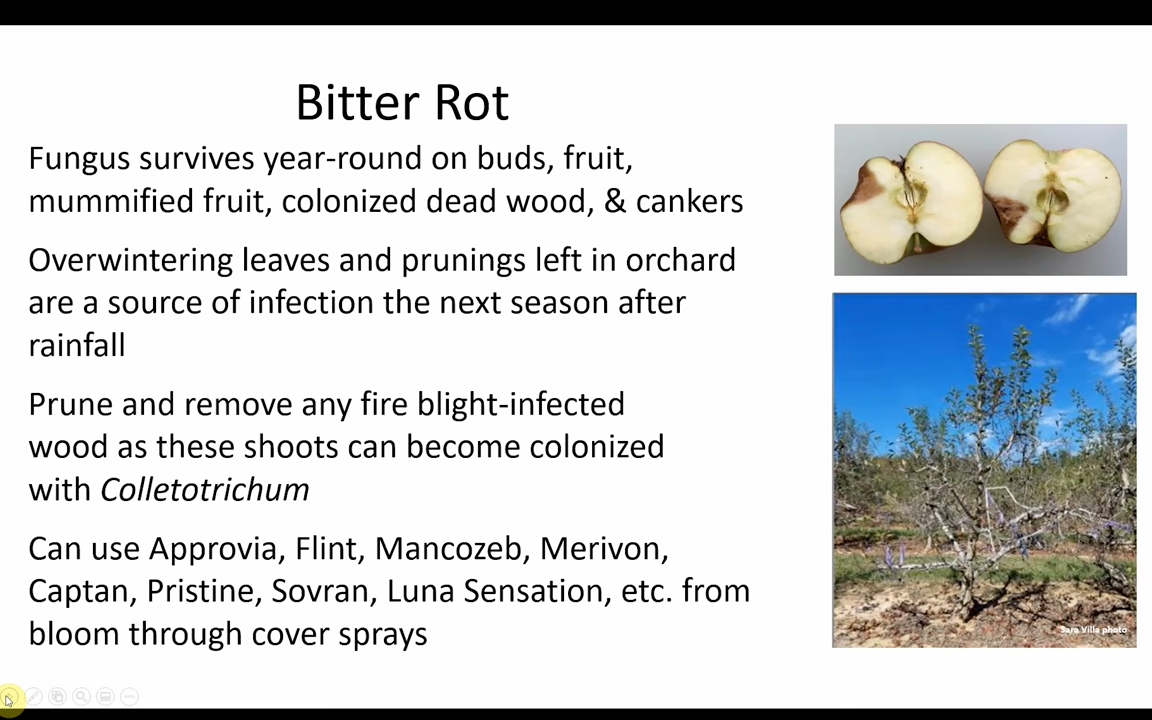 Bitter Rot
Fungus survives year-round on buds, fruit,
mummified fruit, colonized dead wood, & cankers
Overwintering leaves and prunings left in orchard
are a source of infection the next season after
rainfall
Prune and remove any fire blight-infected
wood as these shoots can become colonized
with Colletotrichum
Can use Approvia, Flint, Mancozeb, Merivon,
Captan, Pristine, Sovran, Luna Sensation, etc. from
bloom through cover sprays
Sara Villa photo